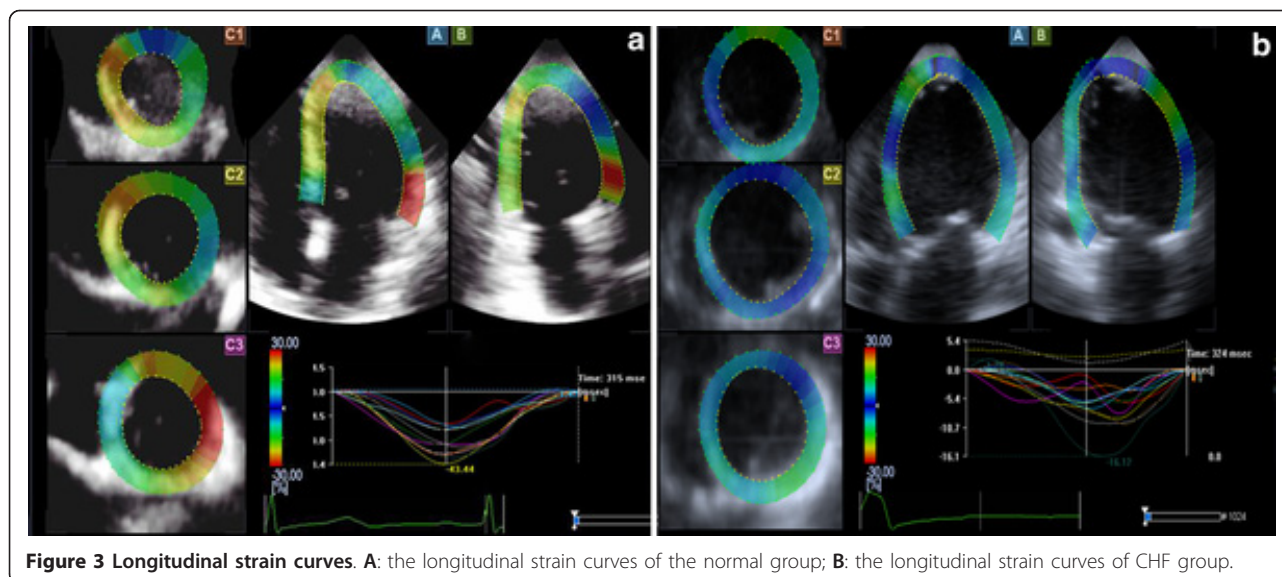 C1
A
B
a
C2
C3
30.00
-30.00
Time: 315 mse
-43.44
C1
A
B
b
C2
C3
30.00
-30.00
5.4
0.0
-5.4
-10.7
-16.1
Time: 324 msec
-16.12
0.0
# 1024
Figure 3 Longitudinal strain curves. A: the longitudinal strain curves of the normal group; B: the longitudinal strain curves of CHF group.